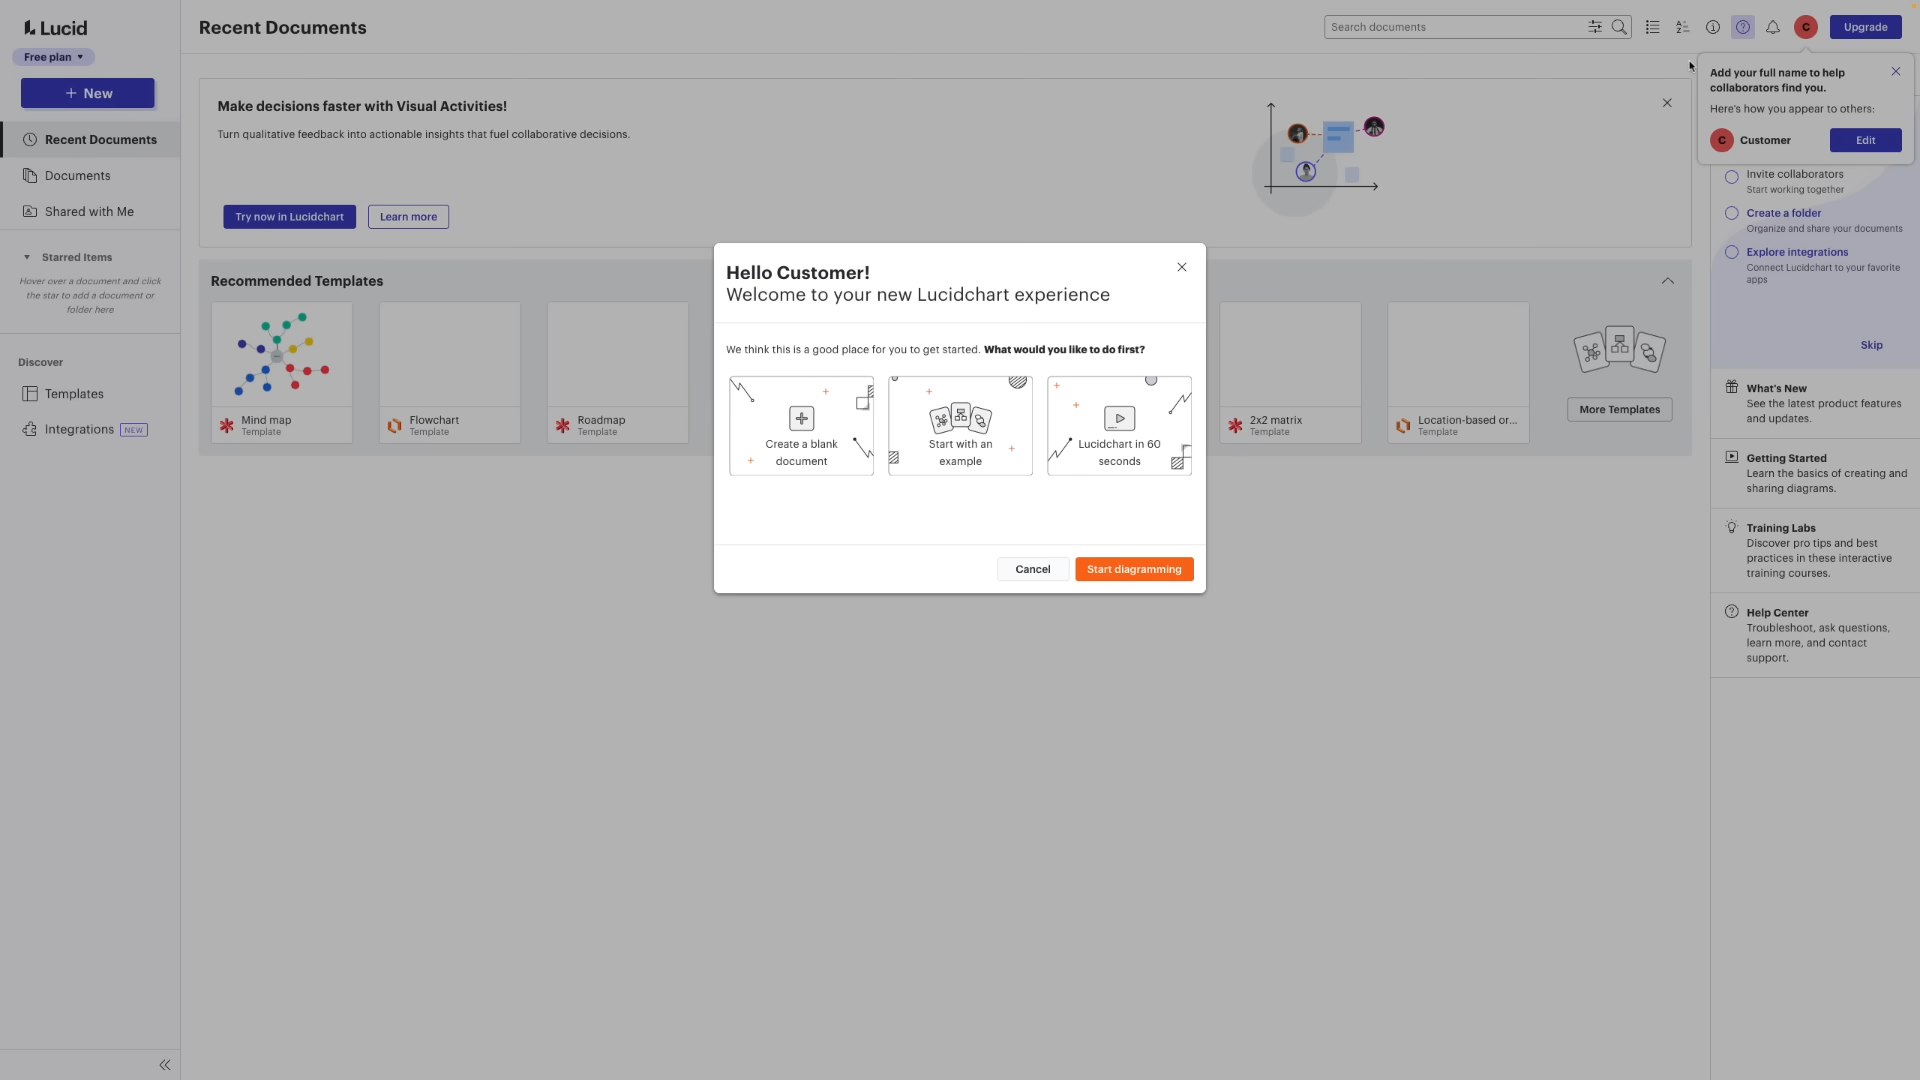 Lucid
Free plan
+ New
Recent Documents
Documents
Shared with Me
Starred Items
Hover over a document and click
the star to add a document or
folder here
Discover
Templates
Integrations NEW
Recent Documents
Search documents
C
Upgrade
Make decisions faster with Visual Activities!
Turn qualitative feedback into actionable insights that fuel collaborative decisions.
Try now in Lucidchart
Learn more
Recommended Templates
Mind map
Template
Flowchart
Template
Roadmap
Template
2x2 matrix
Template
Location-based or...
Template
More Templates
Hello Customer!
Welcome to your new Lucidchart experience
We think this is a good place for you to get started. What would you like to do first?
Create a blank
document
Start with an
example
Lucidchart in 60
seconds
Cancel
Start diagramming
Add your full name to help
collaborators find you.
Here's how you appear to others:
C Customer
Edit
Invite collaborators
Start working together
Create a folder
Organize and share your documents
Explore integrations
Connect Lucidchart to your favorite
apps
Skip
What's New
See the latest product features
and updates.
Getting Started
Learn the basics of creating and
sharing diagrams.
Training Labs
Discover pro tips and best
practices in these interactive
training courses.
Help Center
Troubleshoot, ask questions,
learn more, and contact
support.